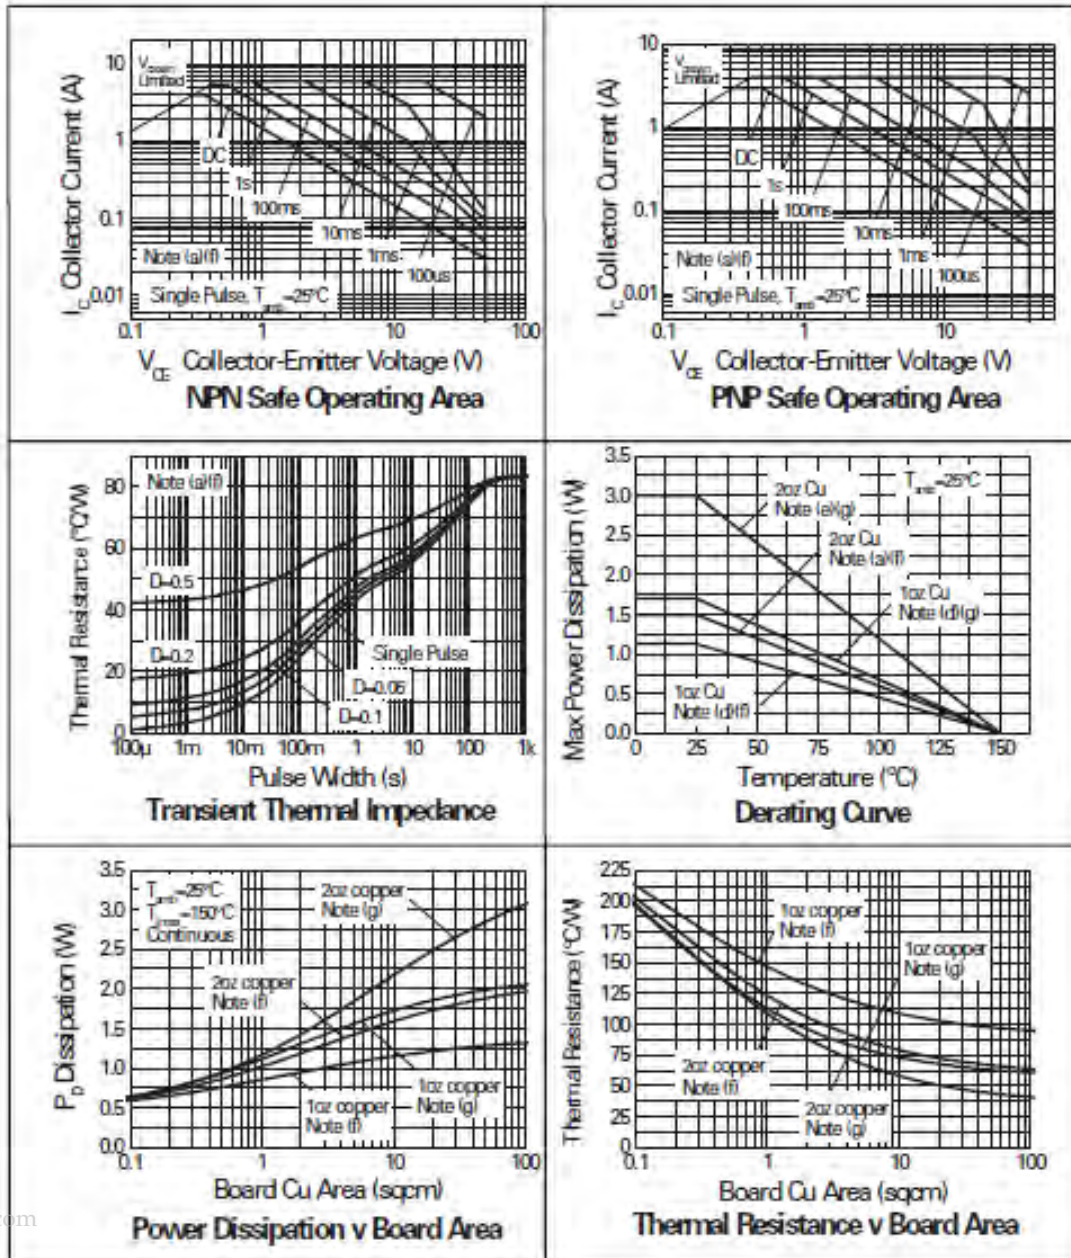 10
1
0.1
0.01
Limited
DC
1s
100ms
10ms
1ms
100us
Note (a)(f)
Single Pulse, Tamb=25°C
0.1 1 10 100
IC Collector Current (A)
VCE Collector-Emitter Voltage (V)
NPN Safe Operating Area
10
1
0.1
0.01
Limited
DC
1s
100ms
10ms
1ms
100us
Note (a)(f)
Single Pulse, Tamb=25°C
0.1 1 10
IC Collector Current (A)
VCE Collector-Emitter Voltage (V)
PNP Safe Operating Area
80
60
40
20
0
Note (a)(f)
D=0.5
D=0.2
Single Pulse
D=0.1
100µ 1m 10m 100m 1 10 100 1k
Thermal Resistance (°C/W)
Pulse Width (s)
Transient Thermal Impedance
3.5
3.0
2.5
2.0
1.5
1.0
0.5
0.0
2oz Cu
Note (e)(g)
Tamb=25°C
2oz Cu
Note (a)(f)
1oz Cu
Note (d)(g)
1oz Cu
Note (d)(f)
0 25 50 75 100 125 150
Max Power Dissipation (W)
Temperature (°C)
Derating Curve
3.5
3.0
2.5
2.0
1.5
1.0
0.5
0.0
Tamb=25°C
=150°C
Continuous
2oz copper
Note (g)
2oz copper
Note (f)
1oz copper
Note (g)
1oz copper
Note (f)
0.1 1 10 100
PD Dissipation (W)
Board Cu Area (sqcm)
Power Dissipation v Board Area
225
200
175
150
125
100
75
50
25
0
1oz copper
Note (f)
1oz copper
Note (g)
2oz copper
Note (f)
2oz copper
Note (g)
0.1 1 10 100
Thermal Resistance (°C/W)
Board Cu Area (sqcm)
Thermal Resistance v Board Area
om